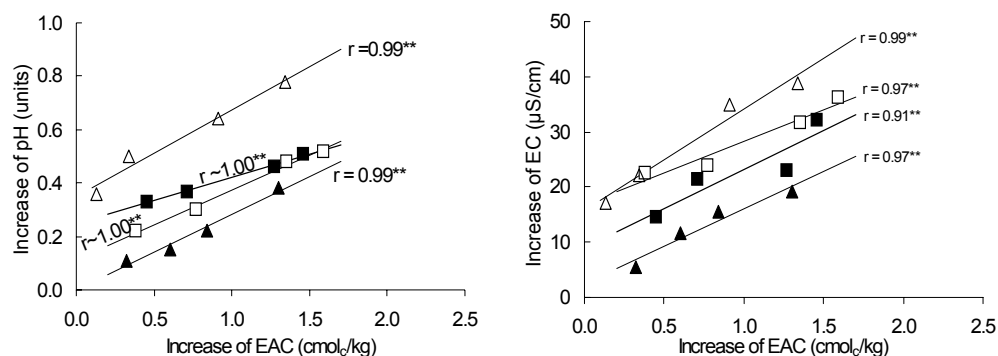 Increase of pH (units)
1.0
0.8
0.6
0.4
0.2
0.0
r =0.99**
r ~1.00**
r~1.00**
r = 0.99**
0.0 0.5 1.0 1.5 2.0 2.5
Increase of EAC (cmolc/kg)
Increase of EC (µS/cm)
50
40
30
20
10
0
r = 0.99**
r = 0.97**
r = 0.91**
r = 0.97**
0.0 0.5 1.0 1.5 2.0 2.5
Increase of EAC (cmolc/kg)